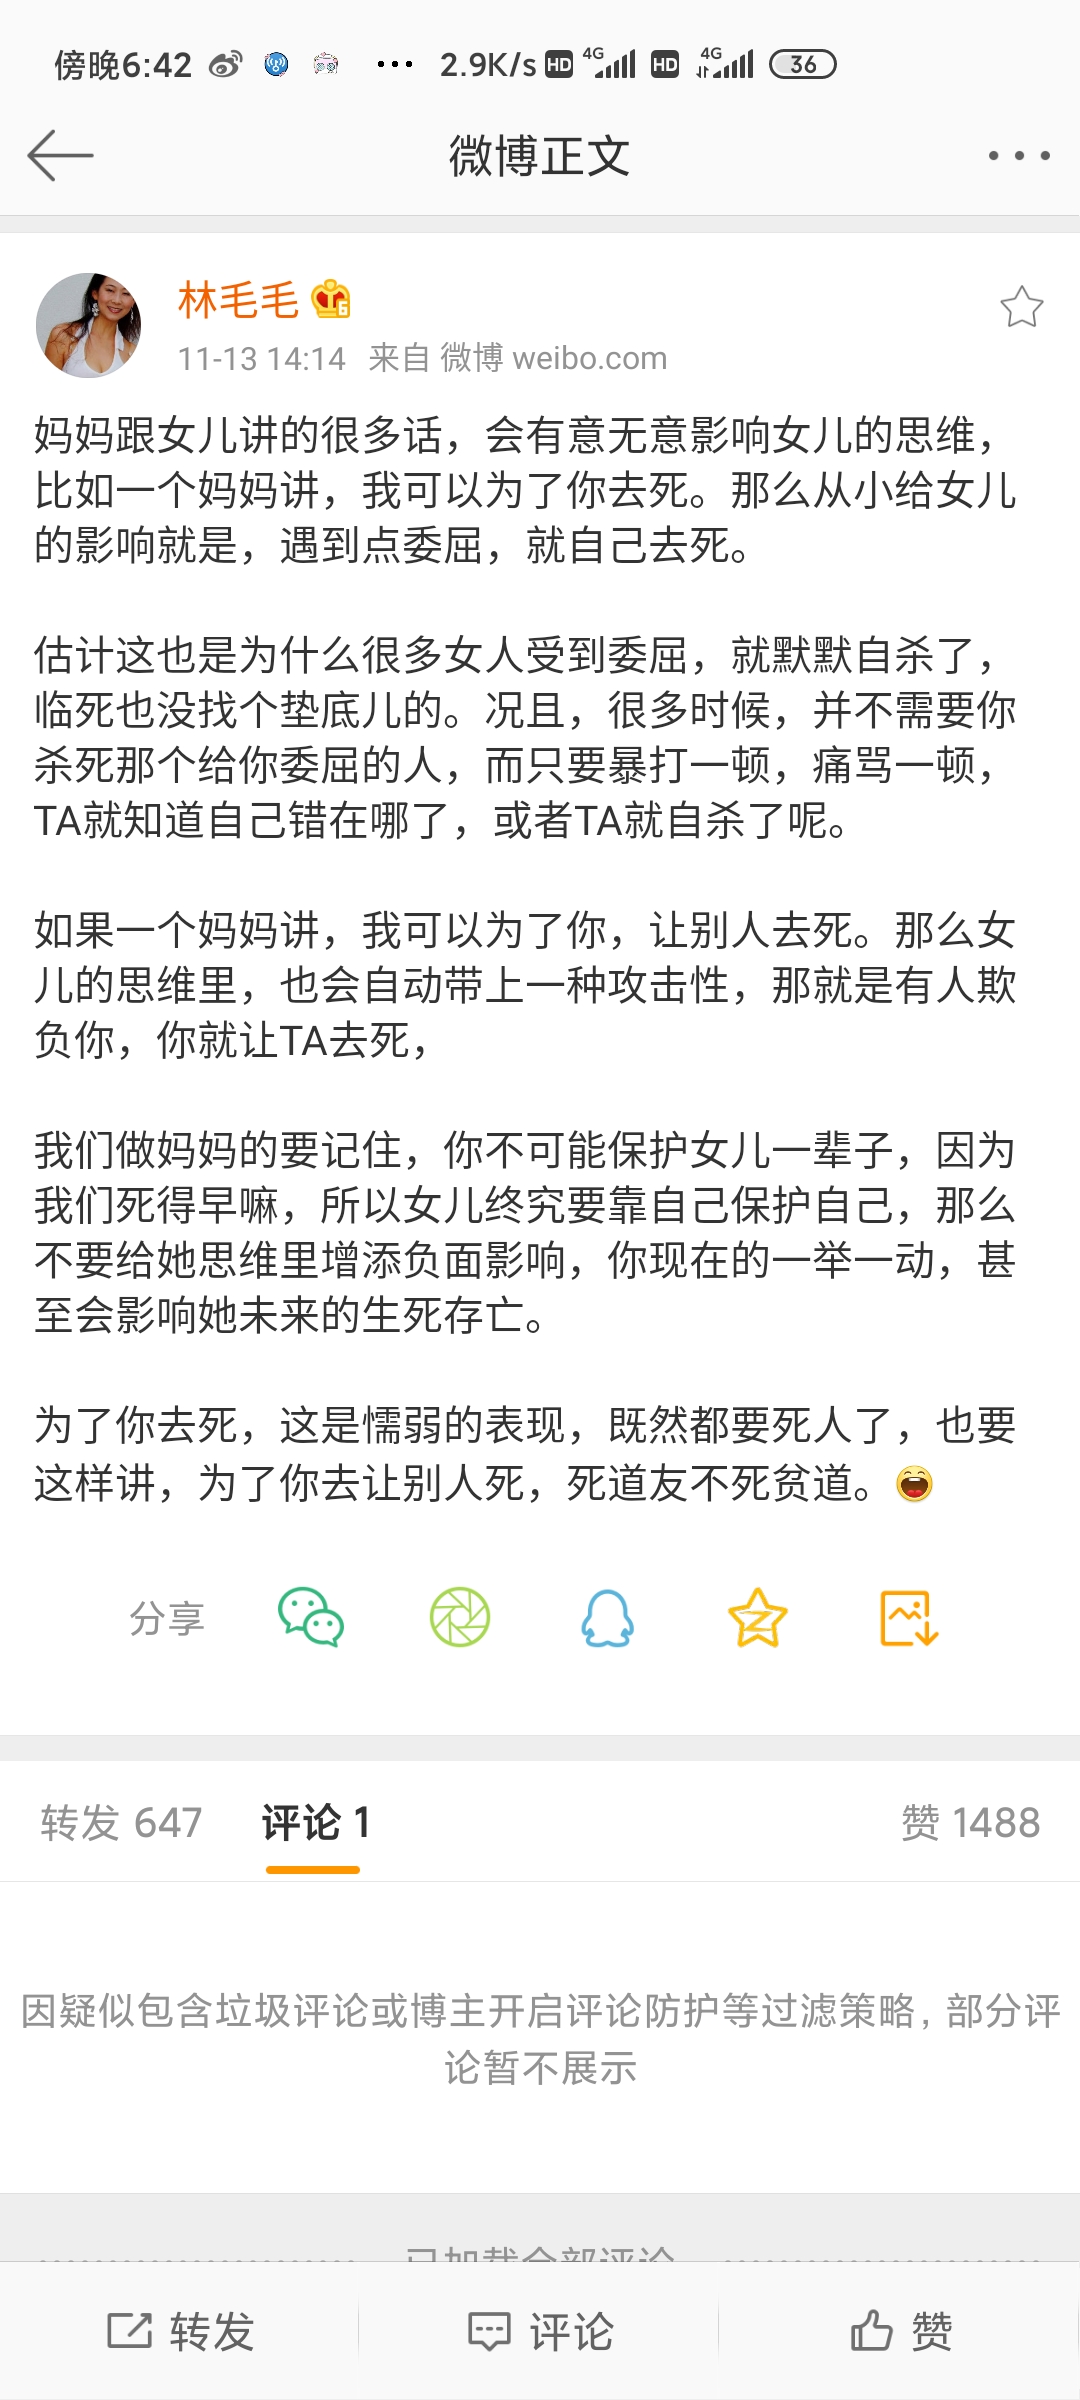 傍晚6:42 ··· 2.9K/s HD 4G HD 4G 36
微博正文
林毛毛 6
11-13 14:14 来自 微博 weibo.com
妈妈跟女儿讲的很多话，会有意无意影响女儿的思维，
比如一个妈妈讲，我可以为了你去死。那么从小给女儿
的影响就是，遇到点委屈，就自己去死。
估计这也是为什么很多女人受到委屈，就默默自杀了，
临死也没找个垫底儿的。况且，很多时候，并不需要你
杀死那个给你委屈的人，而只要暴打一顿，痛骂一顿，
TA就知道自己错在哪了，或者TA就自杀了呢。
如果一个妈妈讲，我可以为了你，让别人去死。那么女
儿的思维里，也会自动带上一种攻击性，那就是有人欺
负你，你就让TA去死，
我们做妈妈的要记住，你不可能保护女儿一辈子，因为
我们死得早嘛，所以女儿终究要靠自己保护自己，那么
不要给她思维里增添负面影响，你现在的一举一动，甚
至会影响她未来的生死存亡。
为了你去死，这是懦弱的表现，既然都要死人了，也要
这样讲，为了你去让别人死，死道友不死贫道。
分享
转发 647 评论 1 赞 1488
因疑似包含垃圾评论或博主开启评论防护等过滤策略, 部分评
论暂不展示
已加载全部评论
转发 评论 赞